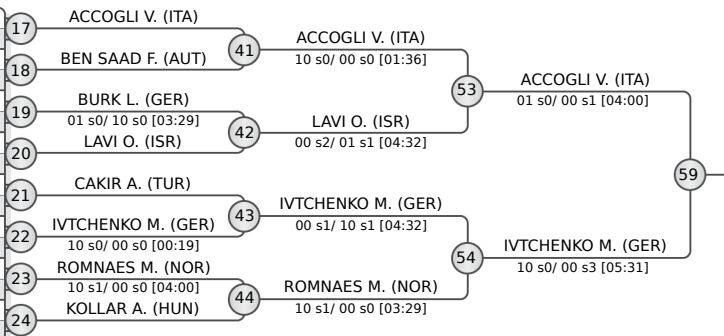 17
ACCOGLI V. (ITA)
18
BEN SAAD F. (AUT)
41
ACCOGLI V. (ITA)
10 s0/ 00 s0 [01:36]
19
BURK L. (GER)
01 s0/ 10 s0 [03:29]
20
LAVI O. (ISR)
42
LAVI O. (ISR)
00 s2/ 01 s1 [04:32]
53
ACCOGLI V. (ITA)
01 s0/ 00 s1 [04:00]
21
CAKIR A. (TUR)
22
IVTCHENKO M. (GER)
10 s0/ 00 s0 [00:19]
43
IVTCHENKO M. (GER)
00 s1/ 10 s1 [04:32]
23
ROMNAES M. (NOR)
10 s1/ 00 s0 [04:00]
24
KOLLAR A. (HUN)
44
ROMNAES M. (NOR)
10 s1/ 00 s0 [03:29]
54
IVTCHENKO M. (GER)
10 s0/ 00 s3 [05:31]
59